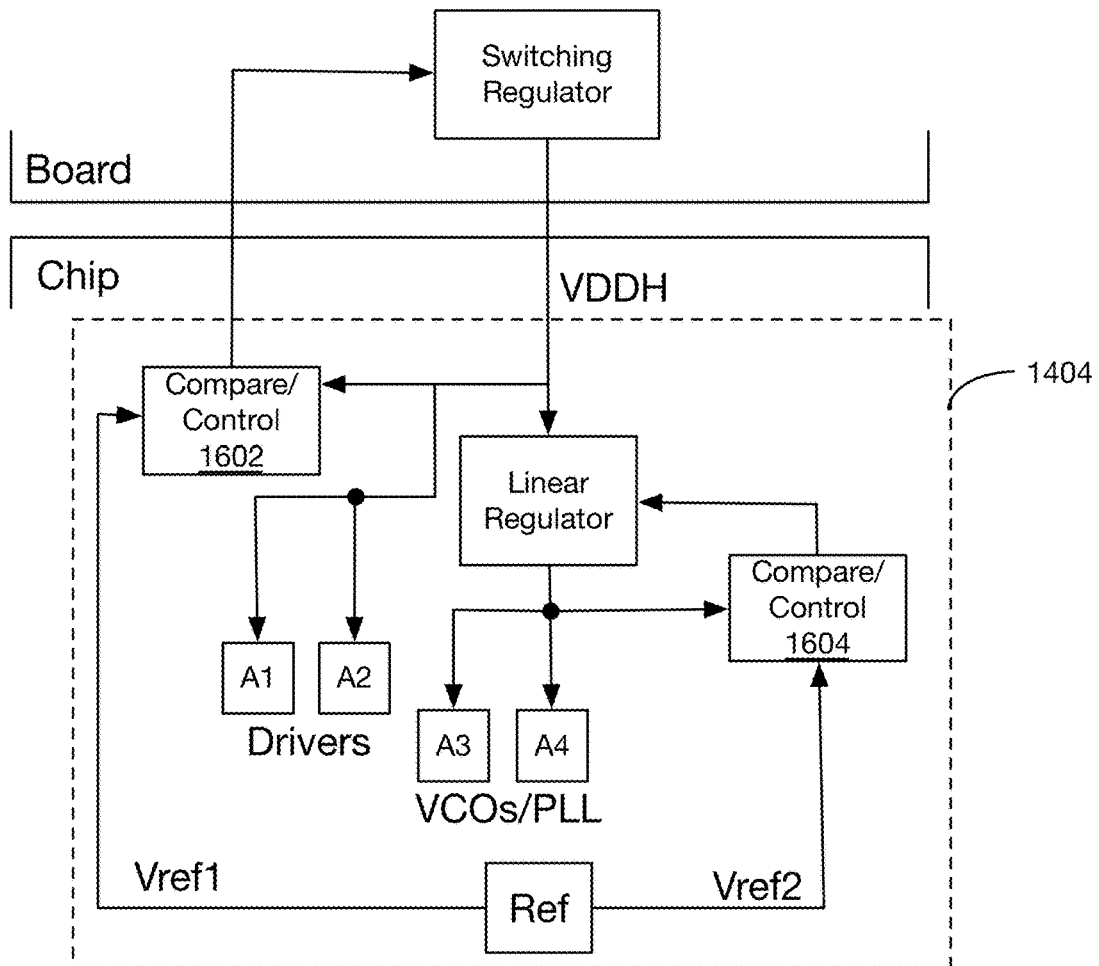 Switching
Regulator
Board
Chip
VDDH
1404
Compare/
Control
1602
Linear
Regulator
Compare/
Control
1604
A1
A2
Drivers
A3
A4
VCOs/PLL
Vref1
Ref
Vref2